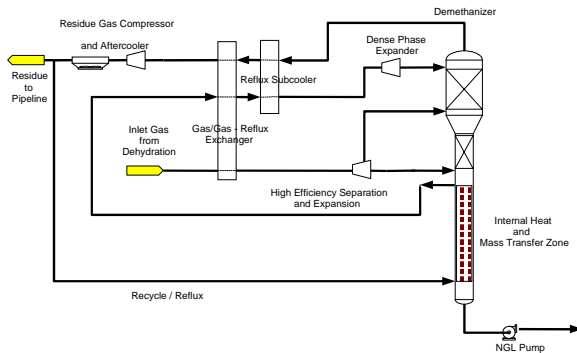 Demethanizer
Residue Gas Compressor
and Aftercooler
Dense Phase
Expander
Residue
to
Pipeline
Reflux Subcooler
Inlet Gas
from
Dehydration
Gas/Gas - Reflux
Exchanger
High Efficiency Separation
and Expansion
Internal Heat
and
Mass Transfer Zone
Recycle / Reflux
NGL Pump